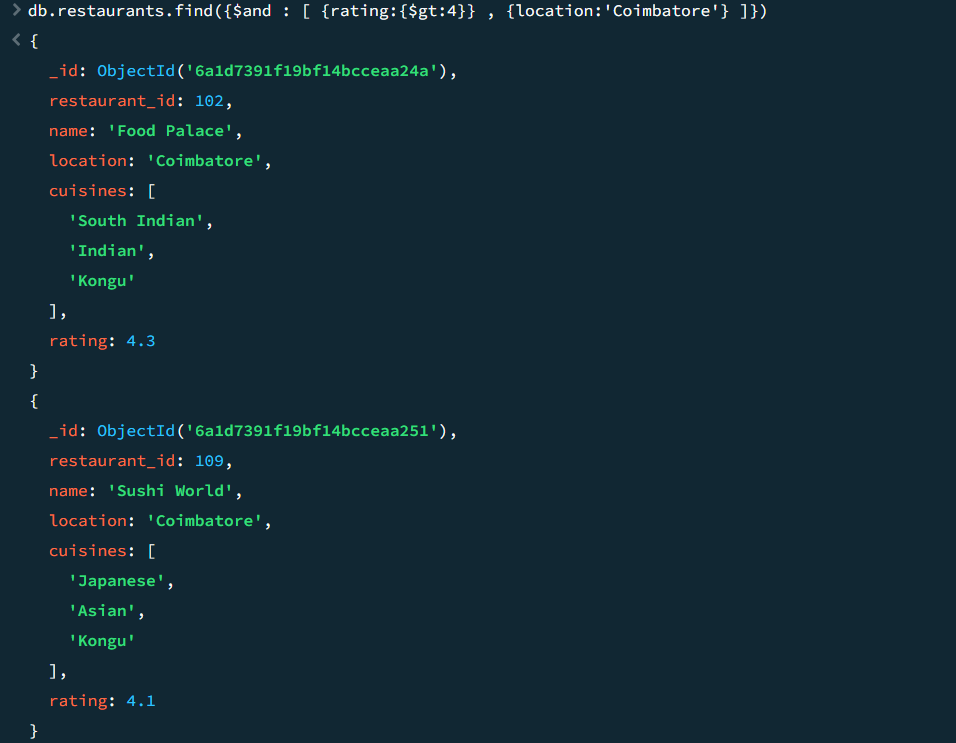 > db.restaurants.find({$and : [ {rating:{$gt:4}} , {location:'Coimbatore'} ]})
< {
_id: ObjectId('6a1d7391f19bf14bcceaa24a'),
restaurant_id: 102,
name: 'Food Palace',
location: 'Coimbatore',
cuisines: [
'South Indian',
'Indian',
'Kongu'
],
rating: 4.3
}
{
_id: ObjectId('6a1d7391f19bf14bcceaa251'),
restaurant_id: 109,
name: 'Sushi World',
location: 'Coimbatore',
cuisines: [
'Japanese',
'Asian',
'Kongu'
],
rating: 4.1
}